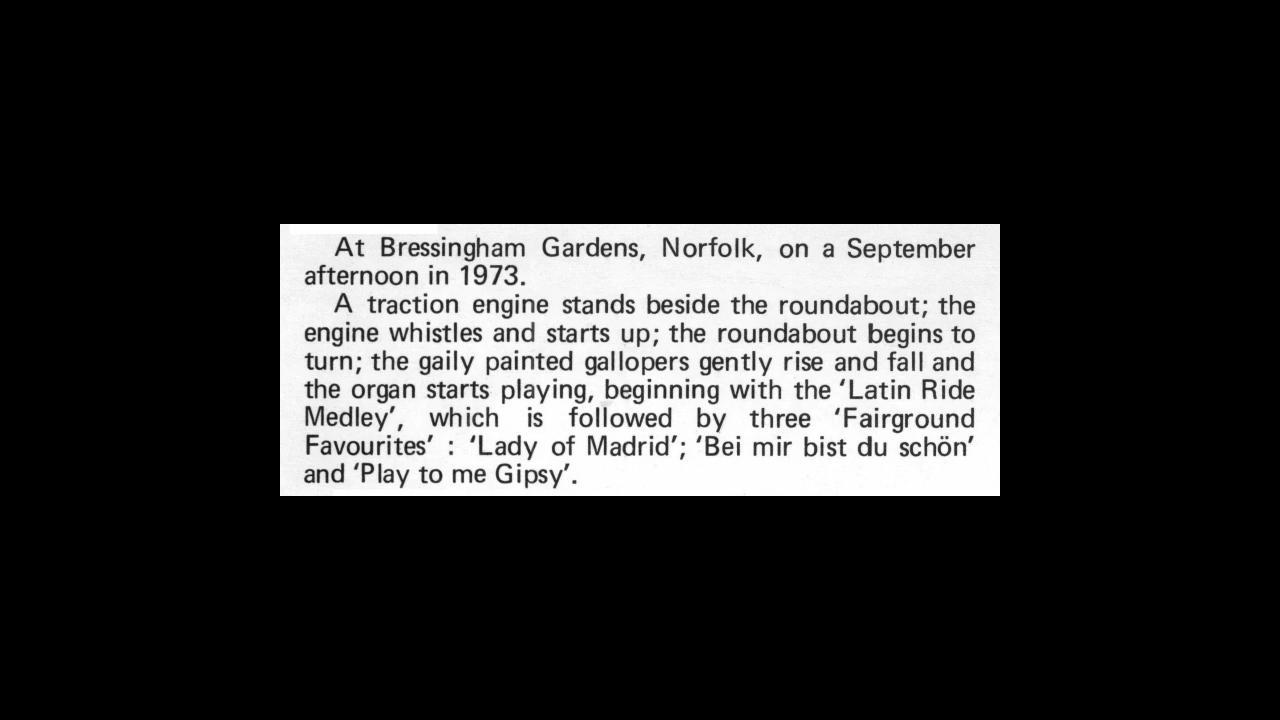 At Bressingham Gardens, Norfolk, on a September
afternoon in 1973.
A traction engine stands beside the roundabout; the
engine whistles and starts up; the roundabout begins to
turn; the gaily painted gallopers gently rise and fall and
the organ starts playing, beginning with the ‘Latin Ride
Medley’, which is followed by three ‘Fairground
Favourites’ : ‘Lady of Madrid’; ‘Bei mir bist du schön’
and ‘Play to me Gipsy’.